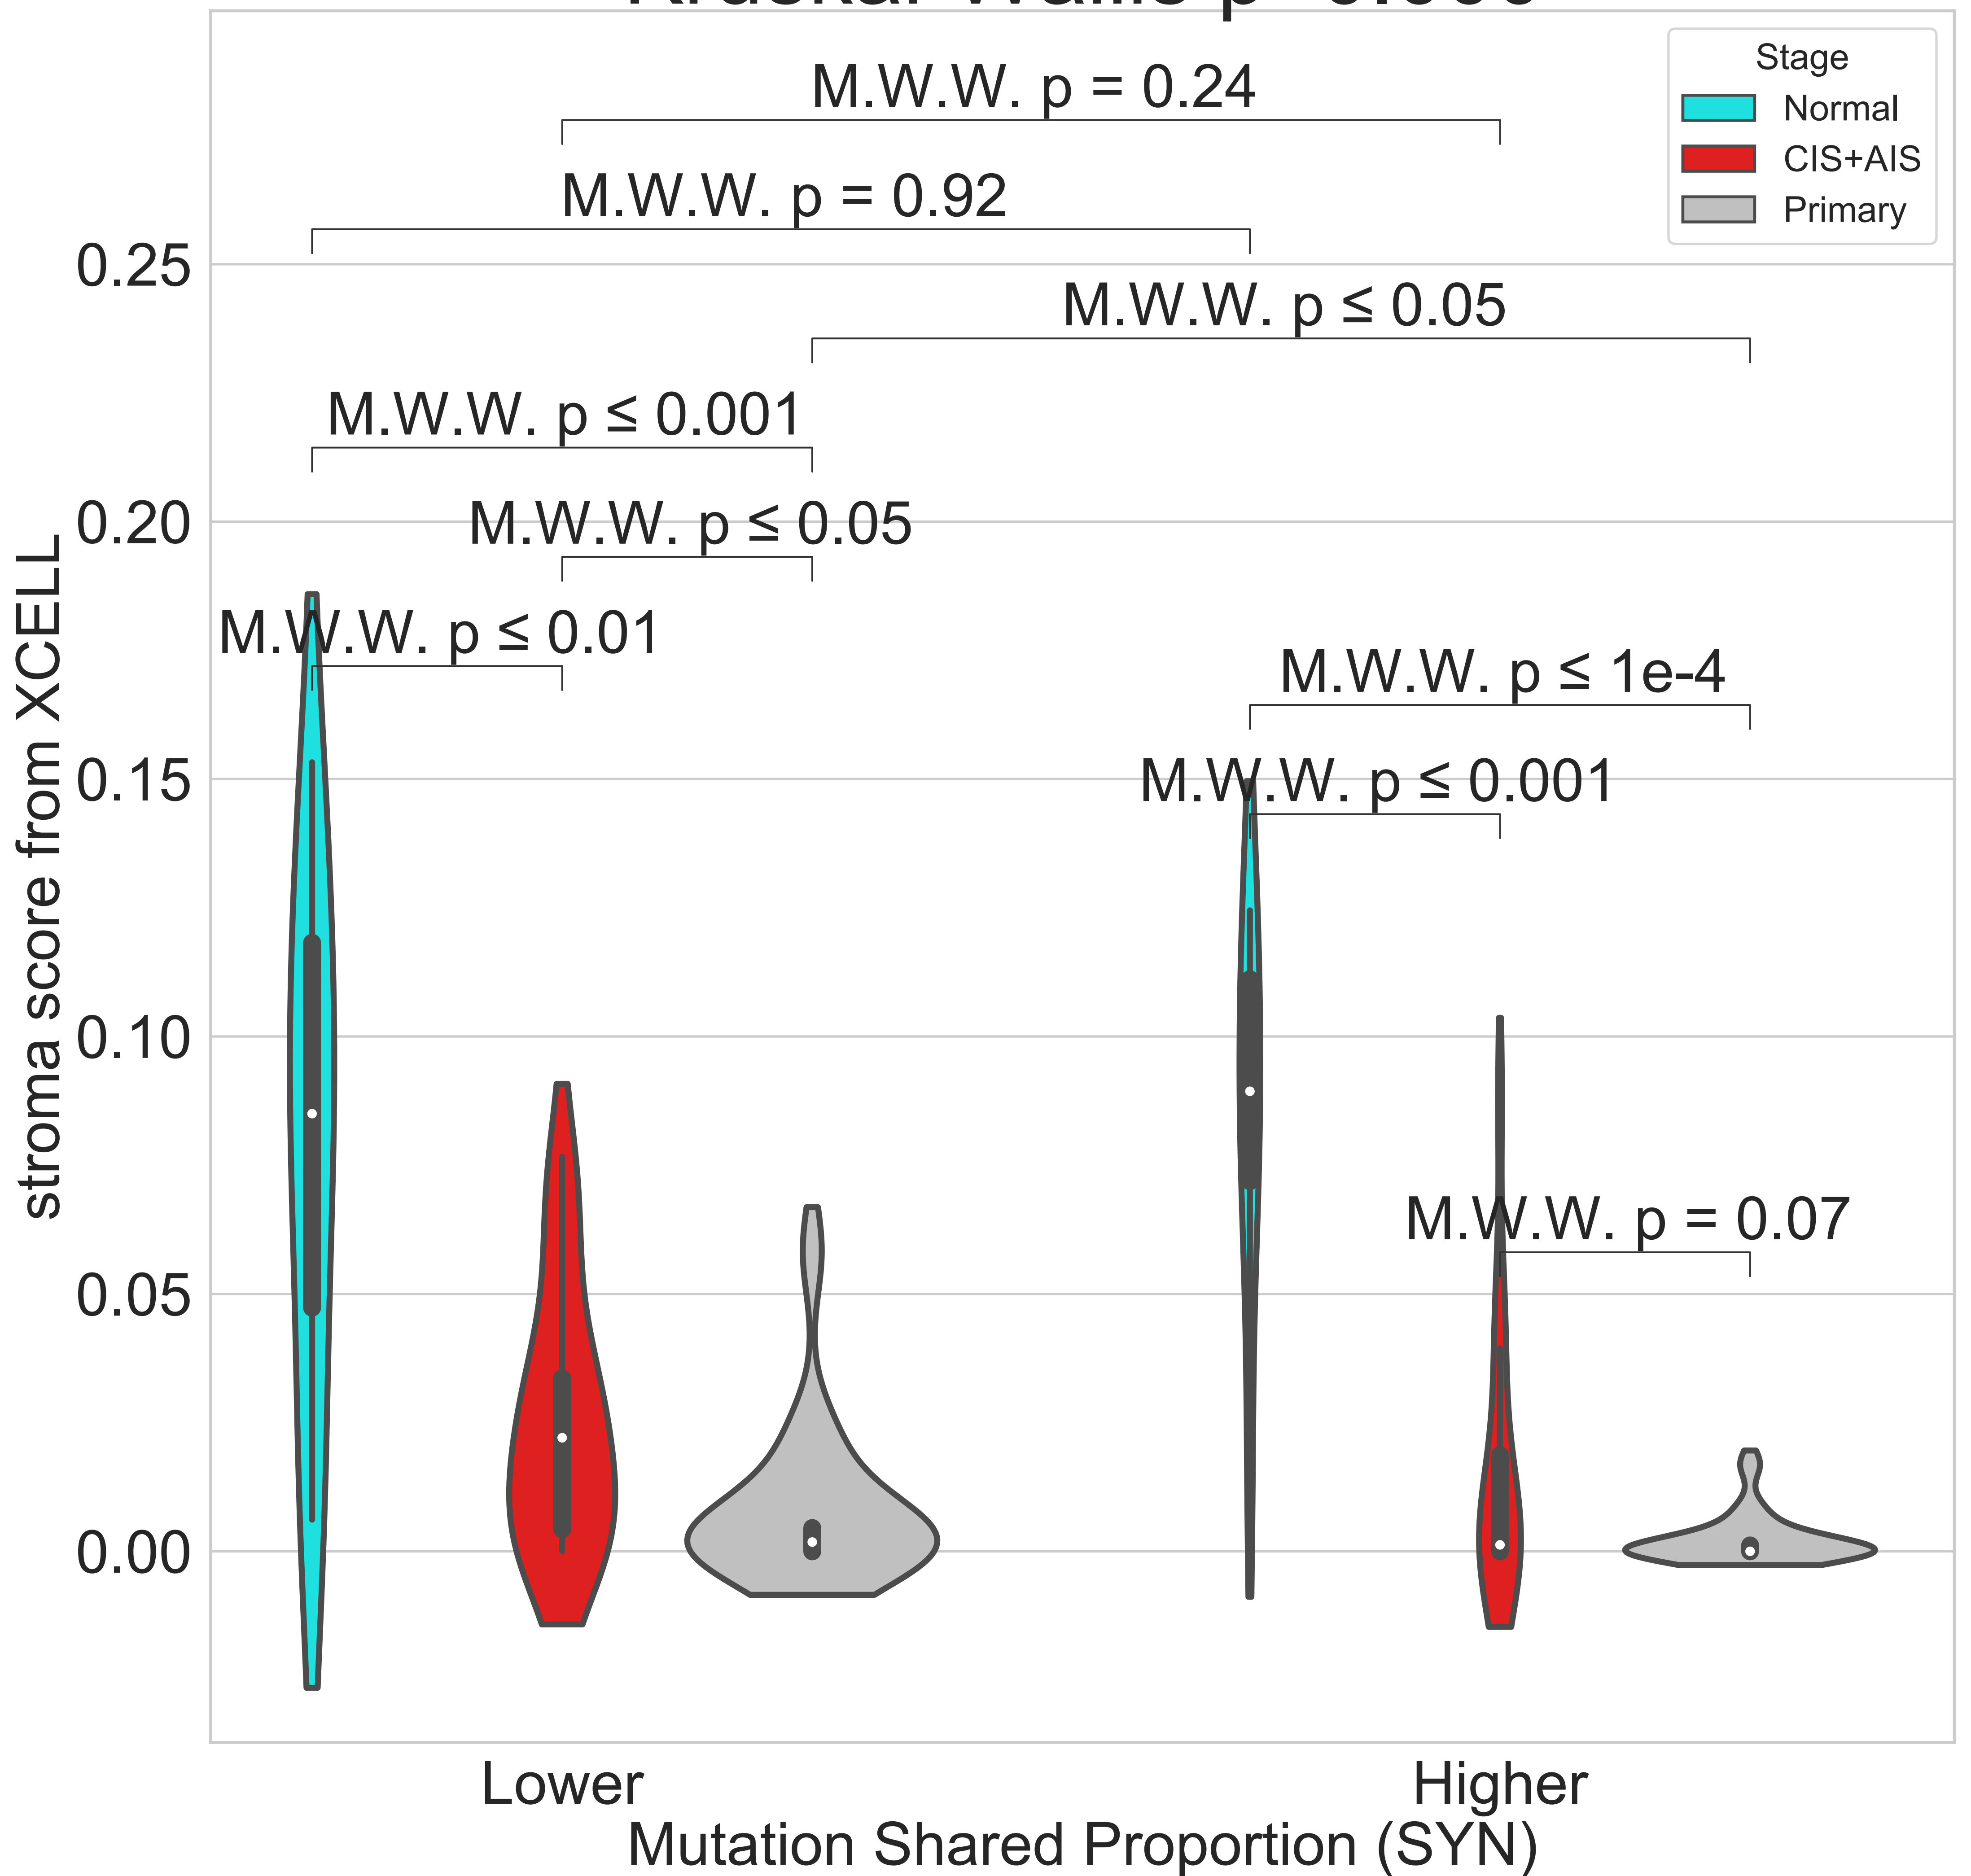 Stage
Normal
CIS+AIS
Primary
M.W.W. p = 0.24
M.W.W. p = 0.92
M.W.W. p ≤ 0.05
M.W.W. p ≤ 0.001
M.W.W. p ≤ 0.05
M.W.W. p ≤ 0.01
M.W.W. p ≤ 1e-4
M.W.W. p ≤ 0.001
M.W.W. p = 0.07
stroma score from XCELL
0.25
0.20
0.15
0.10
0.05
0.00
Lower
Higher
Mutation Shared Proportion (SYN)